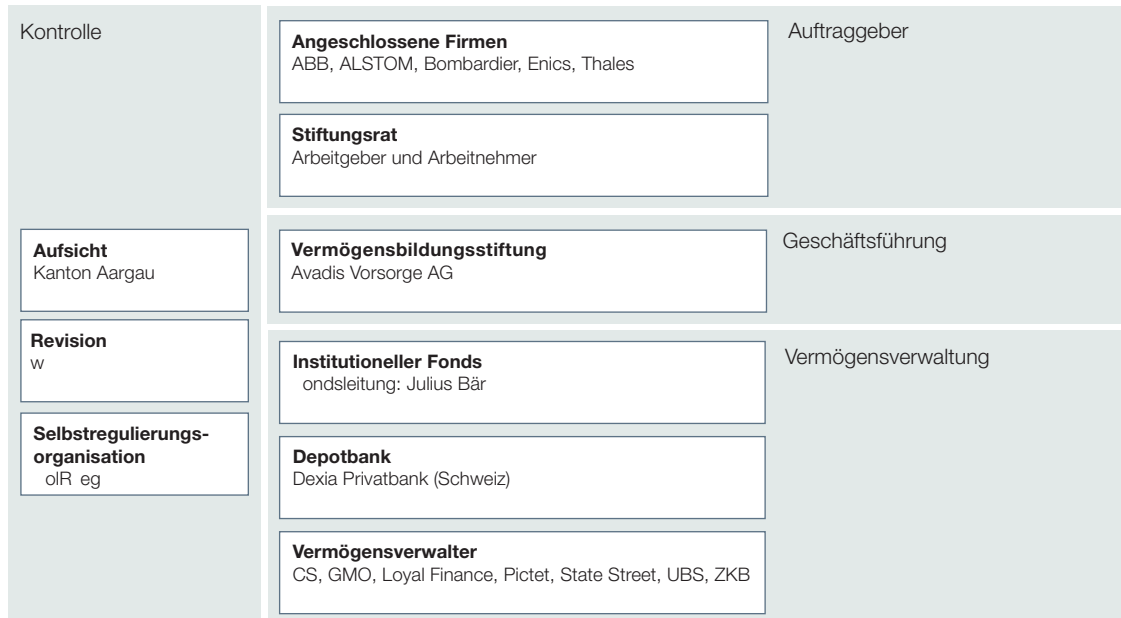 Kontrolle
Aufsicht
Kanton Aargau
Revision
w
Selbstregulierungs-
organisation
olR eg
Angeschlossene Firmen
ABB, ALSTOM, Bombardier, Enics, Thales
Stiftungsrat
Arbeitgeber und Arbeitnehmer
Auftraggeber
Vermögensbildungsstiftung
Avadis Vorsorge AG
Geschäftsführung
Institutioneller Fonds
ondsleitung: Julius Bär
Depotbank
Dexia Privatbank (Schweiz)
Vermögensverwalter
CS, GMO, Loyal Finance, Pictet, State Street, UBS, ZKB
Vermögensverwaltung